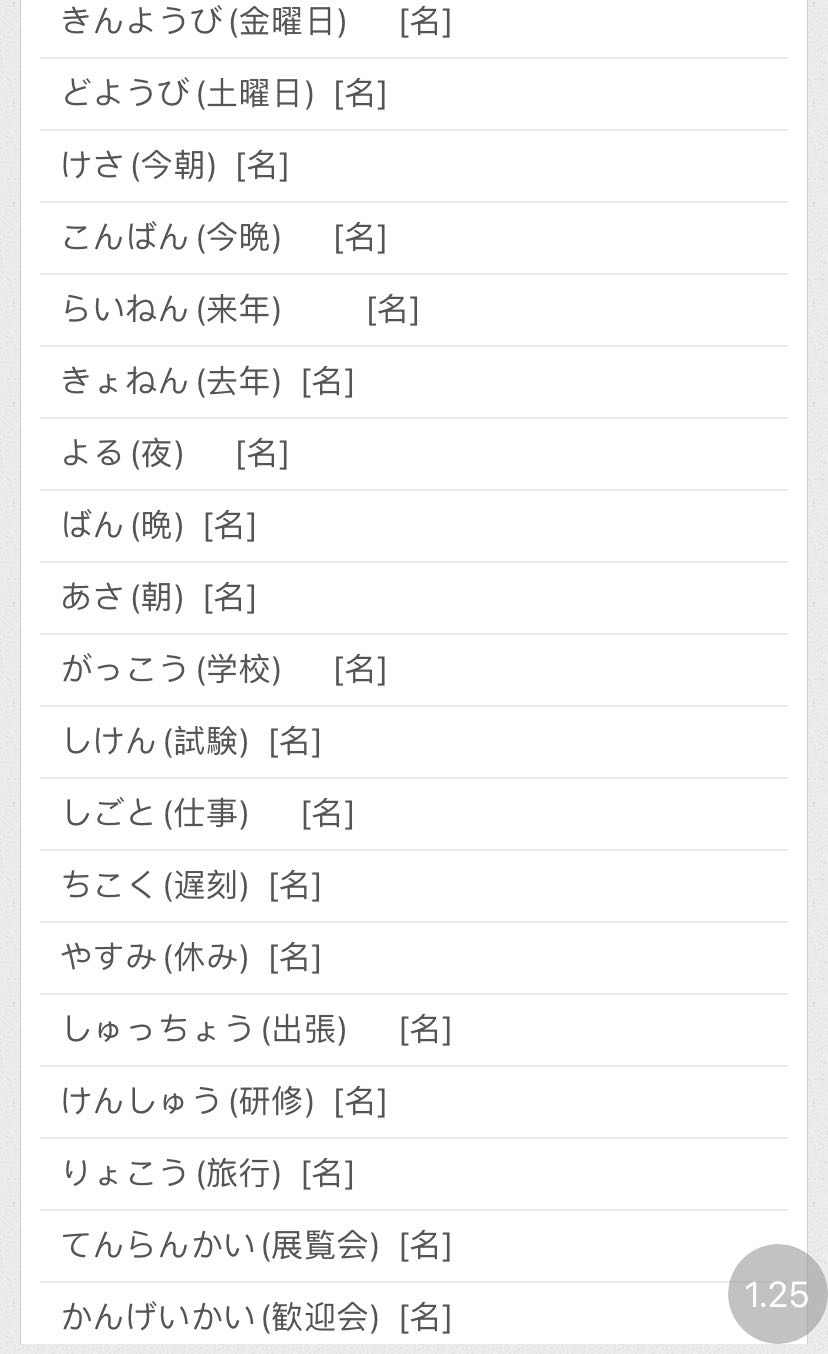 きんようび(金曜日)　[名]
どようび(土曜日) [名]
けさ(今朝) [名]
こんばん(今晩)　[名]
らいねん(来年)　　[名]
きょねん(去年) [名]
よる(夜)　[名]
ばん(晩) [名]
あさ(朝) [名]
がっこう(学校)　[名]
しけん(試験) [名]
しごと(仕事)　[名]
ちこく(遅刻) [名]
やすみ(休み) [名]
しゅっちょう(出張)　[名]
けんしゅう(研修) [名]
りょこう(旅行) [名]
てんらんかい(展覧会) [名]
かんげいかい(歓迎会) [名]
1.25